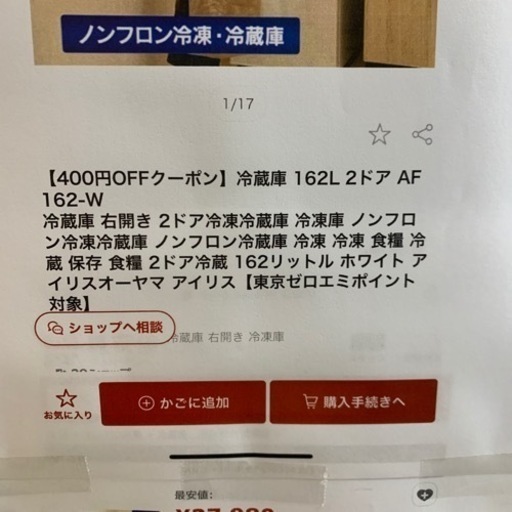 ノンフロン冷凍・冷蔵庫
1/17
【400円OFFクーポン】冷蔵庫 162L 2ドア AF
162-W
冷蔵庫 右開き 2ドア冷凍冷蔵庫 冷凍庫 ノンフロ
ン冷凍冷蔵庫 ノンフロン冷蔵庫 冷凍 冷凍 食糧 冷
蔵 保存 食糧 2ドア冷蔵 162リットル ホワイト ア
イリスオーヤマ アイリス【東京ゼロエミポイント
対象】
ショップへ相談
冷蔵庫 右開き 冷凍庫
お気に入り
かごに追加
購入手続きへ
最安値: